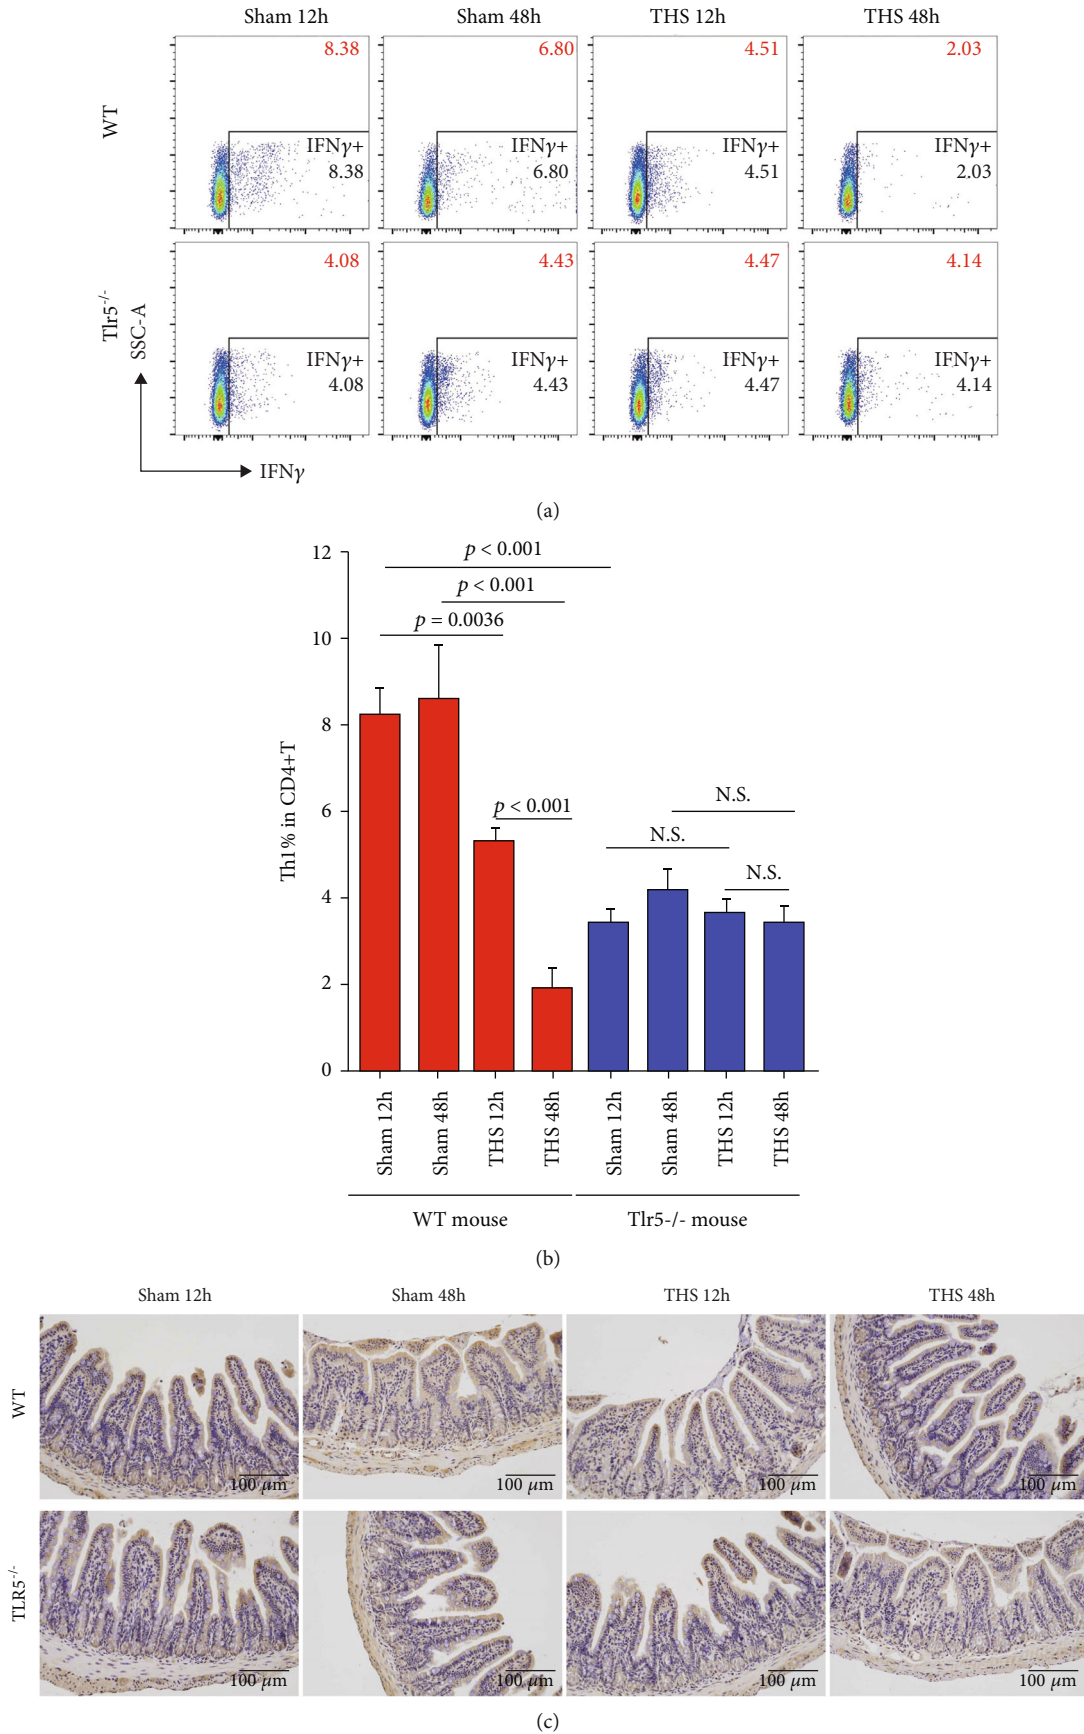 Sham 12h Sham 48h THS 12h THS 48h
WT
8.38 6.80 4.51 2.03
IFNγ+ IFNγ+ IFNγ+ IFNγ+
8.38 6.80 4.51 2.03
Tlr5-/-
4.08 4.43 4.47 4.14
IFNγ+ IFNγ+ IFNγ+ IFNγ+
4.08 4.43 4.47 4.14
SSC-A
IFNγ
(a)
Th1% in CD4+T
12
10
8
6
4
2
0
p < 0.001
p < 0.001
p = 0.0036
p < 0.001
N.S.
N.S.
N.S.
Sham 12h
Sham 48h
THS 12h
THS 48h
Sham 12h
Sham 48h
THS 12h
THS 48h
WT mouse Tlr5-/- mouse
(b)
Sham 12h Sham 48h THS 12h THS 48h
WT
100 μm 100 μm 100 μm 100 μm
TLR5-/-
100 μm 100 μm 100 μm 100 μm
(c)